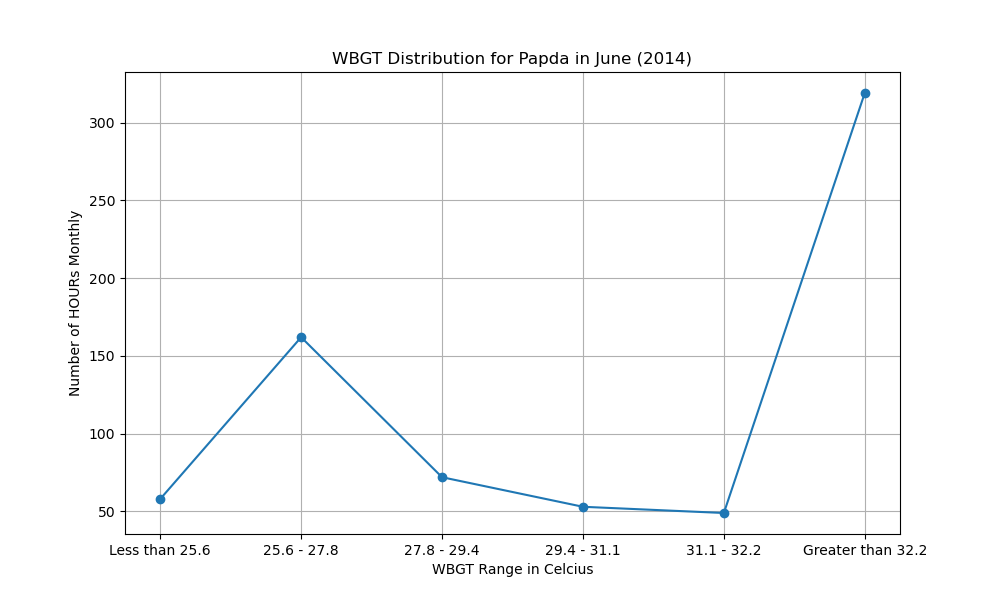 WBGT Distribution for Papda in June (2014)
Number of HOURs Monthly
300
250
200
150
100
50
Less than 25.6
25.6 - 27.8
27.8 - 29.4
29.4 - 31.1
31.1 - 32.2
Greater than 32.2
WBGT Range in Celcius